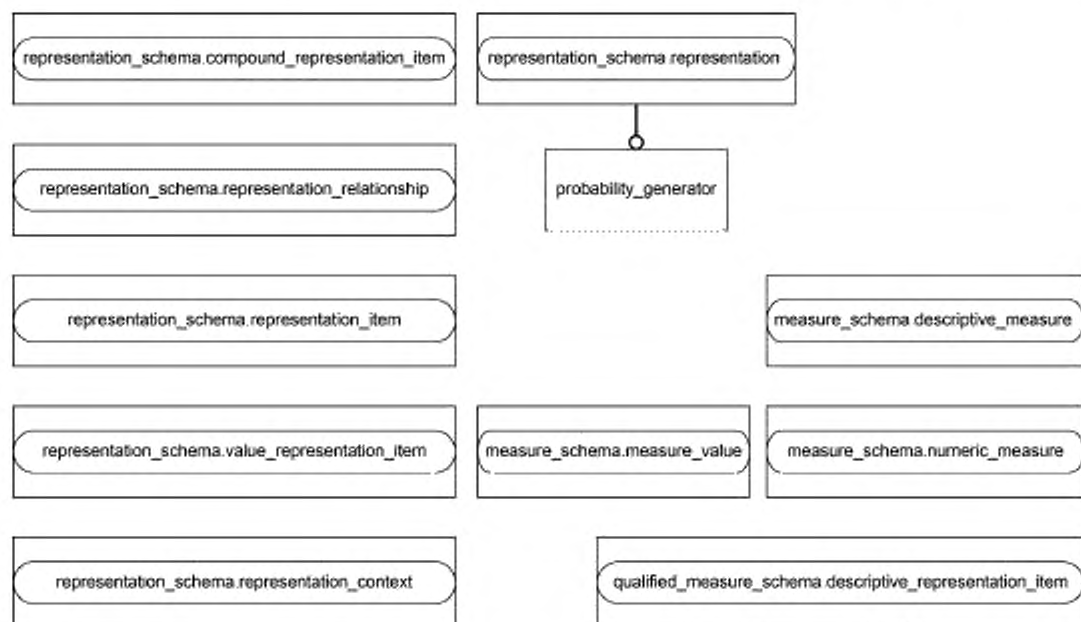 representation_schema.compound_representation_item
representation_schema.representation
representation_schema.representation_relationship
probability_generator
representation_schema.representation_item
measure_schema.descriptive_measure
representation_schema.value_representation_item
measure_schema.measure_value
measure_schema.numeric_measure
representation_schema.representation_context
qualified_measure_schema.descriptive_representation_item